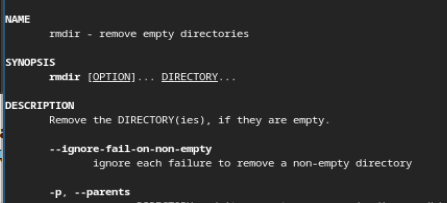 NAME
rmdir - remove empty directories
SYNOPSIS
rmdir [OPTION]... DIRECTORY...
DESCRIPTION
Remove the DIRECTORY(ies), if they are empty.
--ignore-fail-on-non-empty
ignore each failure to remove a non-empty directory
-p, --parents